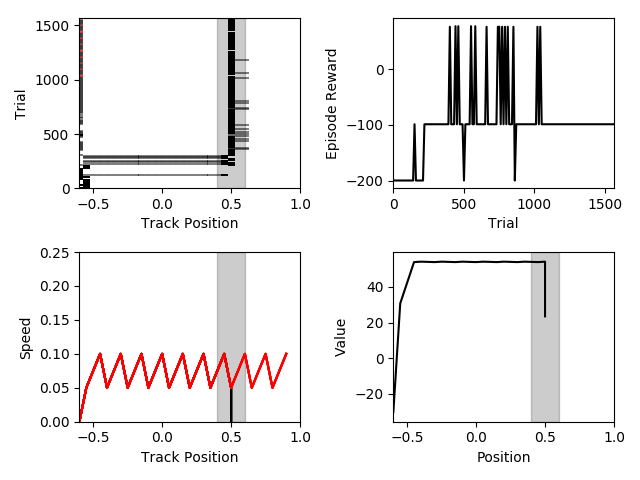 1500
1000
500
0
−0.5 0.0 0.5 1.0
Track Position
Trial
0
−100
−200
0 500 1000 1500
Trial
Episode Reward
0.25
0.20
0.15
0.10
0.05
0.00
−0.5 0.0 0.5 1.0
Track Position
Speed
40
20
0
−20
−0.5 0.0 0.5 1.0
Position
Value